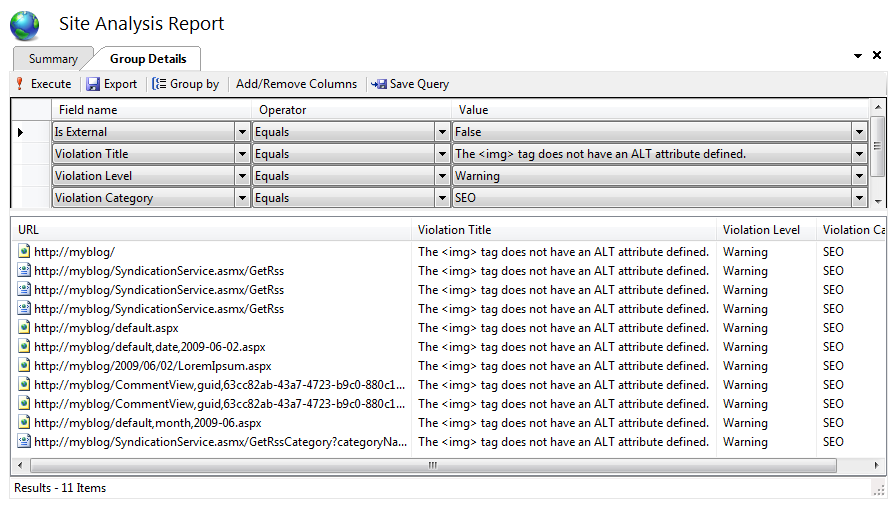 Site Analysis Report
Summary Group Details
Execute Export Group by Add/Remove Columns Save Query
Field name Operator Value
Is External Equals False
Violation Title Equals The <img> tag does not have an ALT attribute defined.
Violation Level Equals Warning
Violation Category Equals SEO
URL Violation Title Violation Level Violation Ca
http://myblog/ The <img> tag does not have an ALT attribute defined. Warning SEO
http://myblog/SyndicationService.asmx/GetRss The <img> tag does not have an ALT attribute defined. Warning SEO
http://myblog/SyndicationService.asmx/GetRss The <img> tag does not have an ALT attribute defined. Warning SEO
http://myblog/SyndicationService.asmx/GetRss The <img> tag does not have an ALT attribute defined. Warning SEO
http://myblog/default.aspx The <img> tag does not have an ALT attribute defined. Warning SEO
http://myblog/default,date,2009-06-02.aspx The <img> tag does not have an ALT attribute defined. Warning SEO
http://myblog/2009/06/02/LoremIpsum.aspx The <img> tag does not have an ALT attribute defined. Warning SEO
http://myblog/CommentView,guid,63cc82ab-43a7-4723-b9c0-880c1... The <img> tag does not have an ALT attribute defined. Warning SEO
http://myblog/CommentView,guid,63cc82ab-43a7-4723-b9c0-880c1... The <img> tag does not have an ALT attribute defined. Warning SEO
http://myblog/default,month,2009-06.aspx The <img> tag does not have an ALT attribute defined. Warning SEO
http://myblog/SyndicationService.asmx/GetRssCategory?categoryNa... The <img> tag does not have an ALT attribute defined. Warning SEO
Results - 11 Items